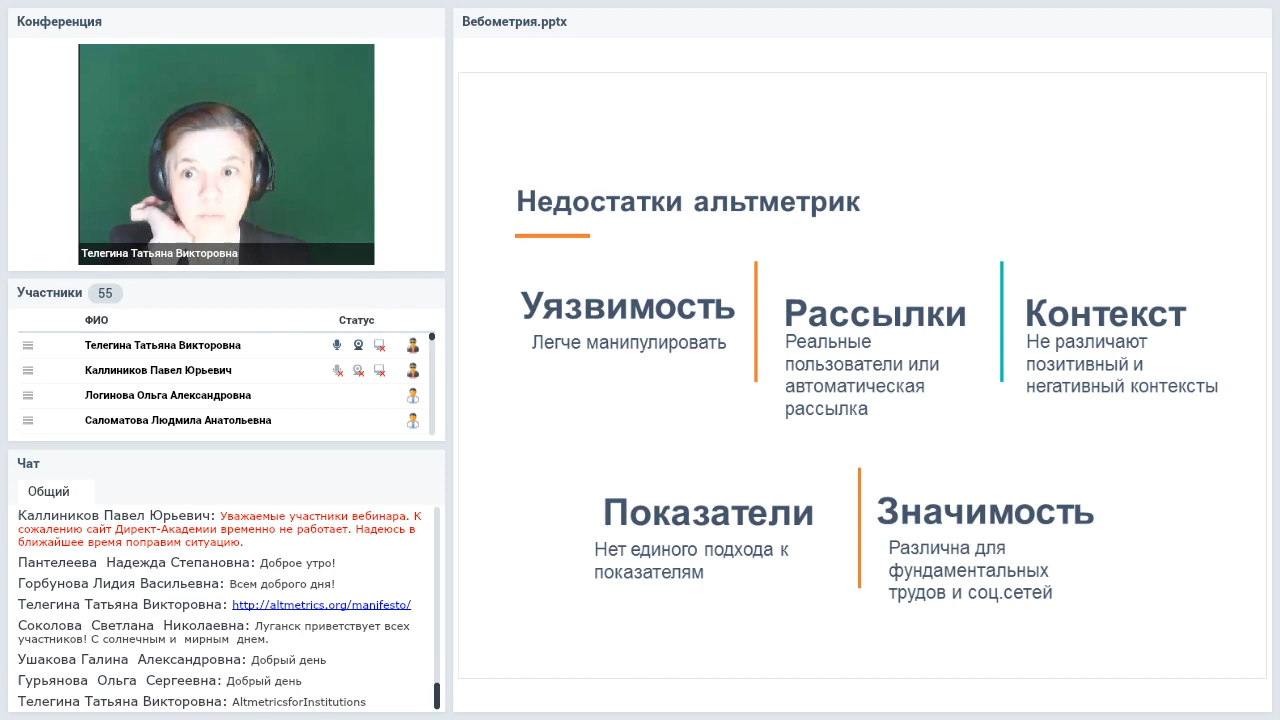 Конференция
Телегина Татьяна Викторовна
Участники 55
ФИО Статус
Телегина Татьяна Викторовна
Каллиников Павел Юрьевич
Логинова Ольга Александровна
Саломатова Людмила Анатольевна
Чат
Общий
Каллиников Павел Юрьевич: Уважаемые участники вебинара. К
сожалению сайт Директ-Академии временно не работает. Надеюсь в
ближайшее время поправим ситуацию.
Пантелеева Надежда Степановна: Доброе утро!
Горбунова Лидия Васильевна: Всем доброго дня!
Телегина Татьяна Викторовна: http://altmetrics.org/manifesto/
Соколова Светлана Николаевна: Луганск приветствует всех
участников! С солнечным и мирным днем.
Ушакова Галина Александровна: Добрый день
Гурьянова Ольга Сергеевна: Добрый день
Телегина Татьяна Викторовна: AltmetricsforInstitutions
Вебометрия.pptx
Недостатки альтметрик
Уязвимость
Легче манипулировать
Рассылки
Реальные
пользователи или
автоматическая
рассылка
Контекст
Не различают
позитивный и
негативный контексты
Показатели
Нет единого подхода к
показателям
Значимость
Различна для
фундаментальных
трудов и соц.сетей